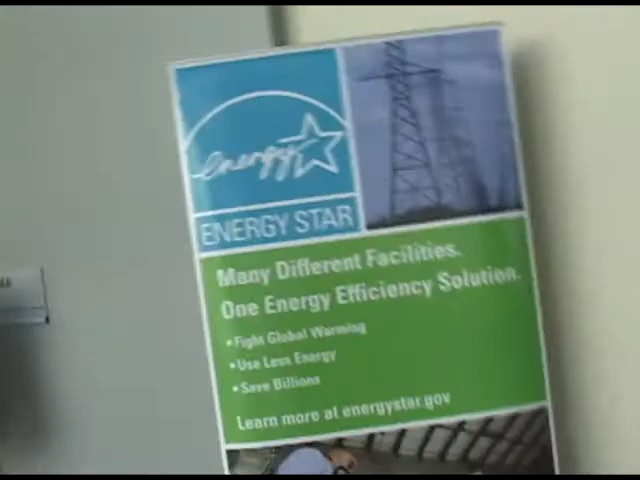 energy
ENERGY STAR
Many Different Facilities.
One Energy Efficiency Solution.
• Fight Global Warming
• Use Less Energy
• Save Billions
Learn more at energystar.gov